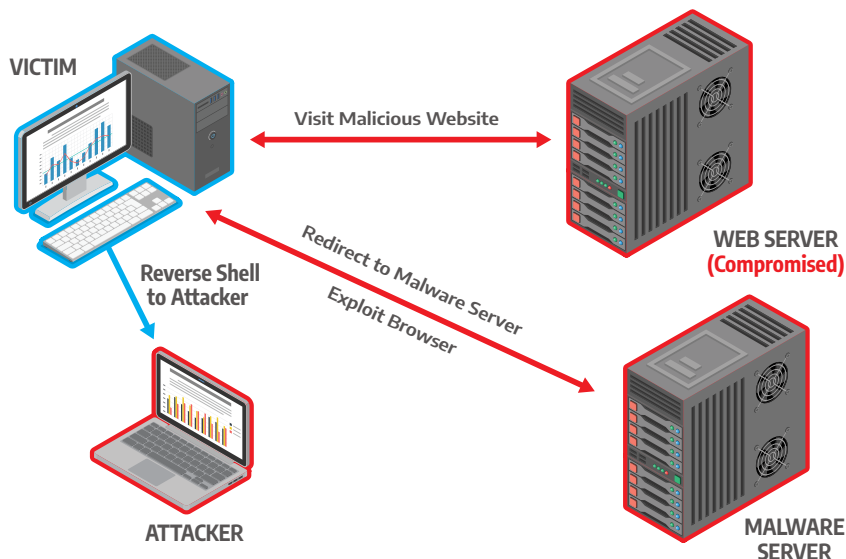 VICTIM
Visit Malicious Website
WEB SERVER
(Compromised)
Redirect to Malware Server
Exploit Browser
Reverse Shell
to Attacker
ATTACKER
MALWARE
SERVER